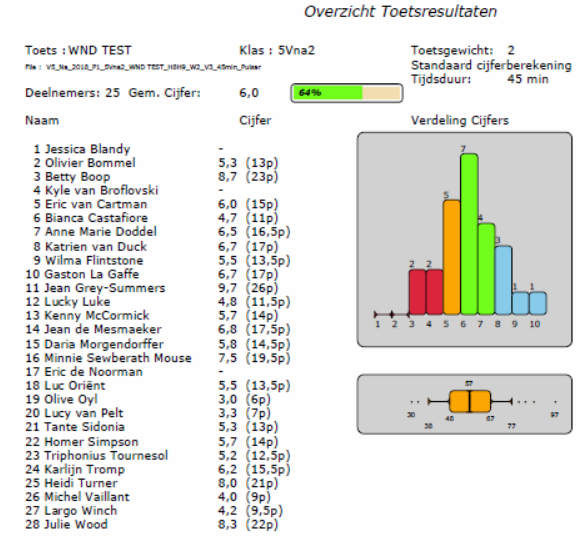 Overzicht Toetsresultaten
Toets : WND TEST Klas : 5Vna2 Toetsgewicht: 2
File : V5_Na_2018_P1_5Vna2_WND TEST_H8H9_W2_V3_45min_Pulsar Standaard cijferberekening
Tijdsduur: 45 min
Deelnemers: 25 Gem. Cijfer: 6,0 64%
Naam Cijfer Verdeling Cijfers
1 Jessica Blandy -
2 Olivier Bommel 5,3 (13p)
3 Betty Boop 8,7 (23p)
4 Kyle van Broflovski -
5 Eric van Cartman 6,0 (15p)
6 Bianca Castafiore 4,7 (11p)
7 Anne Marie Doddel 6,5 (16,5p)
8 Katrien van Duck 6,7 (17p)
9 Wilma Flintstone 5,5 (13,5p)
10 Gaston La Gaffe 6,7 (17p)
11 Jean Grey-Summers 9,7 (26p)
12 Lucky Luke 4,8 (11,5p)
13 Kenny McCormick 5,7 (14p)
14 Jean de Mesmaeker 6,8 (17,5p)
15 Daria Morgendorffer 5,8 (14,5p)
16 Minnie Sewberath Mouse 7,5 (19,5p)
17 Eric de Noorman -
18 Luc Oriënt 5,5 (13,5p)
19 Olive Oyl 3,0 (6p)
20 Lucy van Pelt 3,3 (7p)
21 Tante Sidonia 5,3 (13p)
22 Homer Simpson 5,7 (14p)
23 Triphonius Tournesol 5,2 (12,5p)
24 Karlijn Tromp 6,2 (15,5p)
25 Heidi Turner 8,0 (21p)
26 Michel Vaillant 4,0 (9p)
27 Largo Winch 4,2 (9,5p)
28 Julie Wood 8,3 (22p)
7
5
4
3
2 2
1 1
1 2 3 4 5 6 7 8 9 10
57
30 48 67 97
38 77